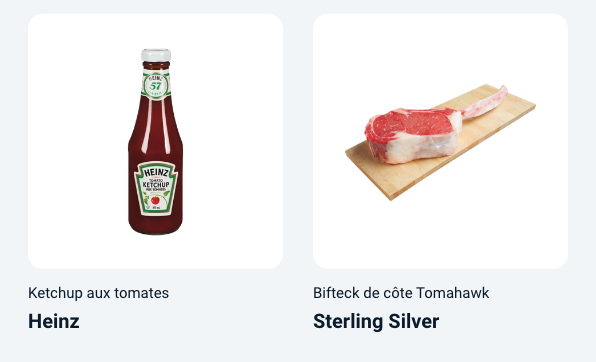 HEINZ
57
HEINZ
TOMATO
KETCHUP
Ketchup aux tomates
Heinz
Bifteck de côte Tomahawk
Sterling Silver